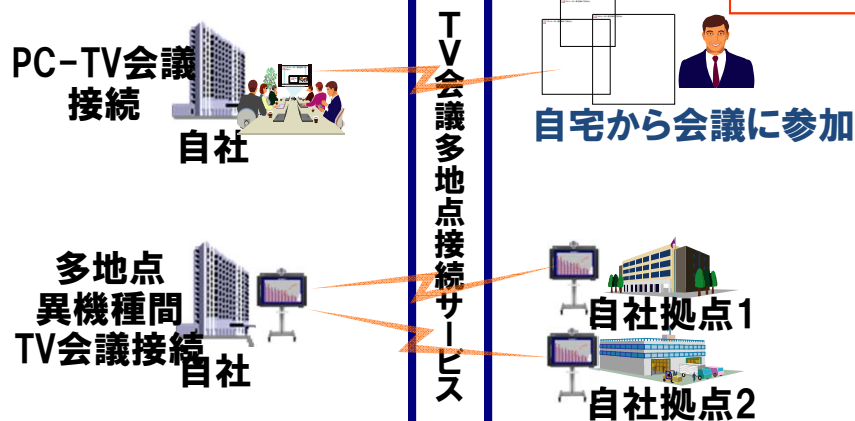 PC-TV会議
接続
自社
TV会議多地点接続サービス
自宅から会議に参加
多地点
異機種間
TV会議接続
自社
自社拠点1
自社拠点2